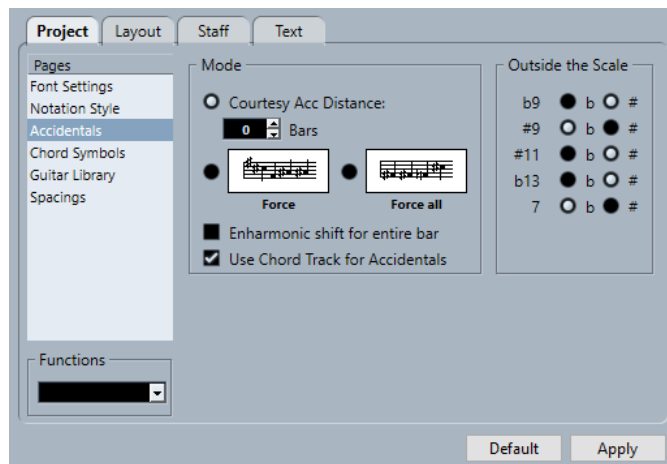 Project Layout Staff Text
Pages
Font Settings
Notation Style
Accidentals
Chord Symbols
Guitar Library
Spacings
Functions
Mode
Courtesy Acc Distance:
0 Bars
Force Force all
Enharmonic shift for entire bar
Use Chord Track for Accidentals
Outside the Scale
b9 b #
#9 b #
#11 b #
b13 b #
7 b #
Default Apply